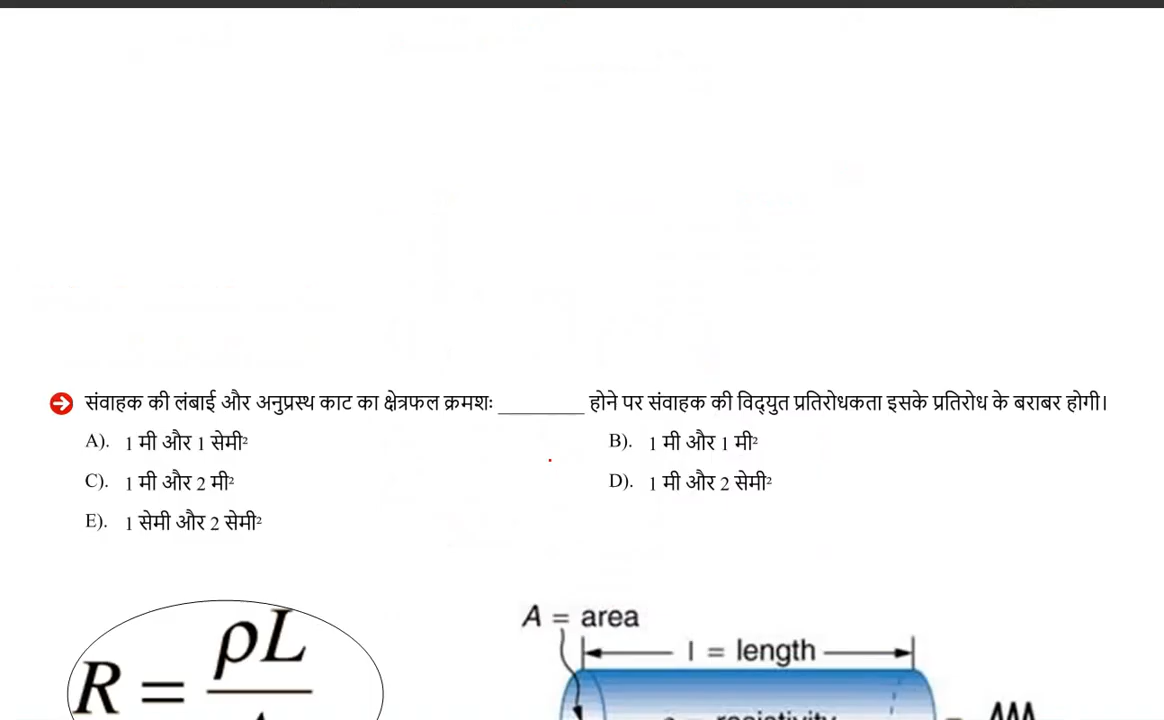 संवाहक की लंबाई और अनुप्रस्थ काट का क्षेत्रफल क्रमशः ________ होने पर संवाहक की विद्युत प्रतिरोधकता इसके प्रतिरोध के बराबर होगी।
A). 1 मी और 1 सेमी² B). 1 मी और 1 मी²
C). 1 मी और 2 मी² D). 1 मी और 2 सेमी²
E). 1 सेमी और 2 सेमी²
A = area
l = length
R = ρL